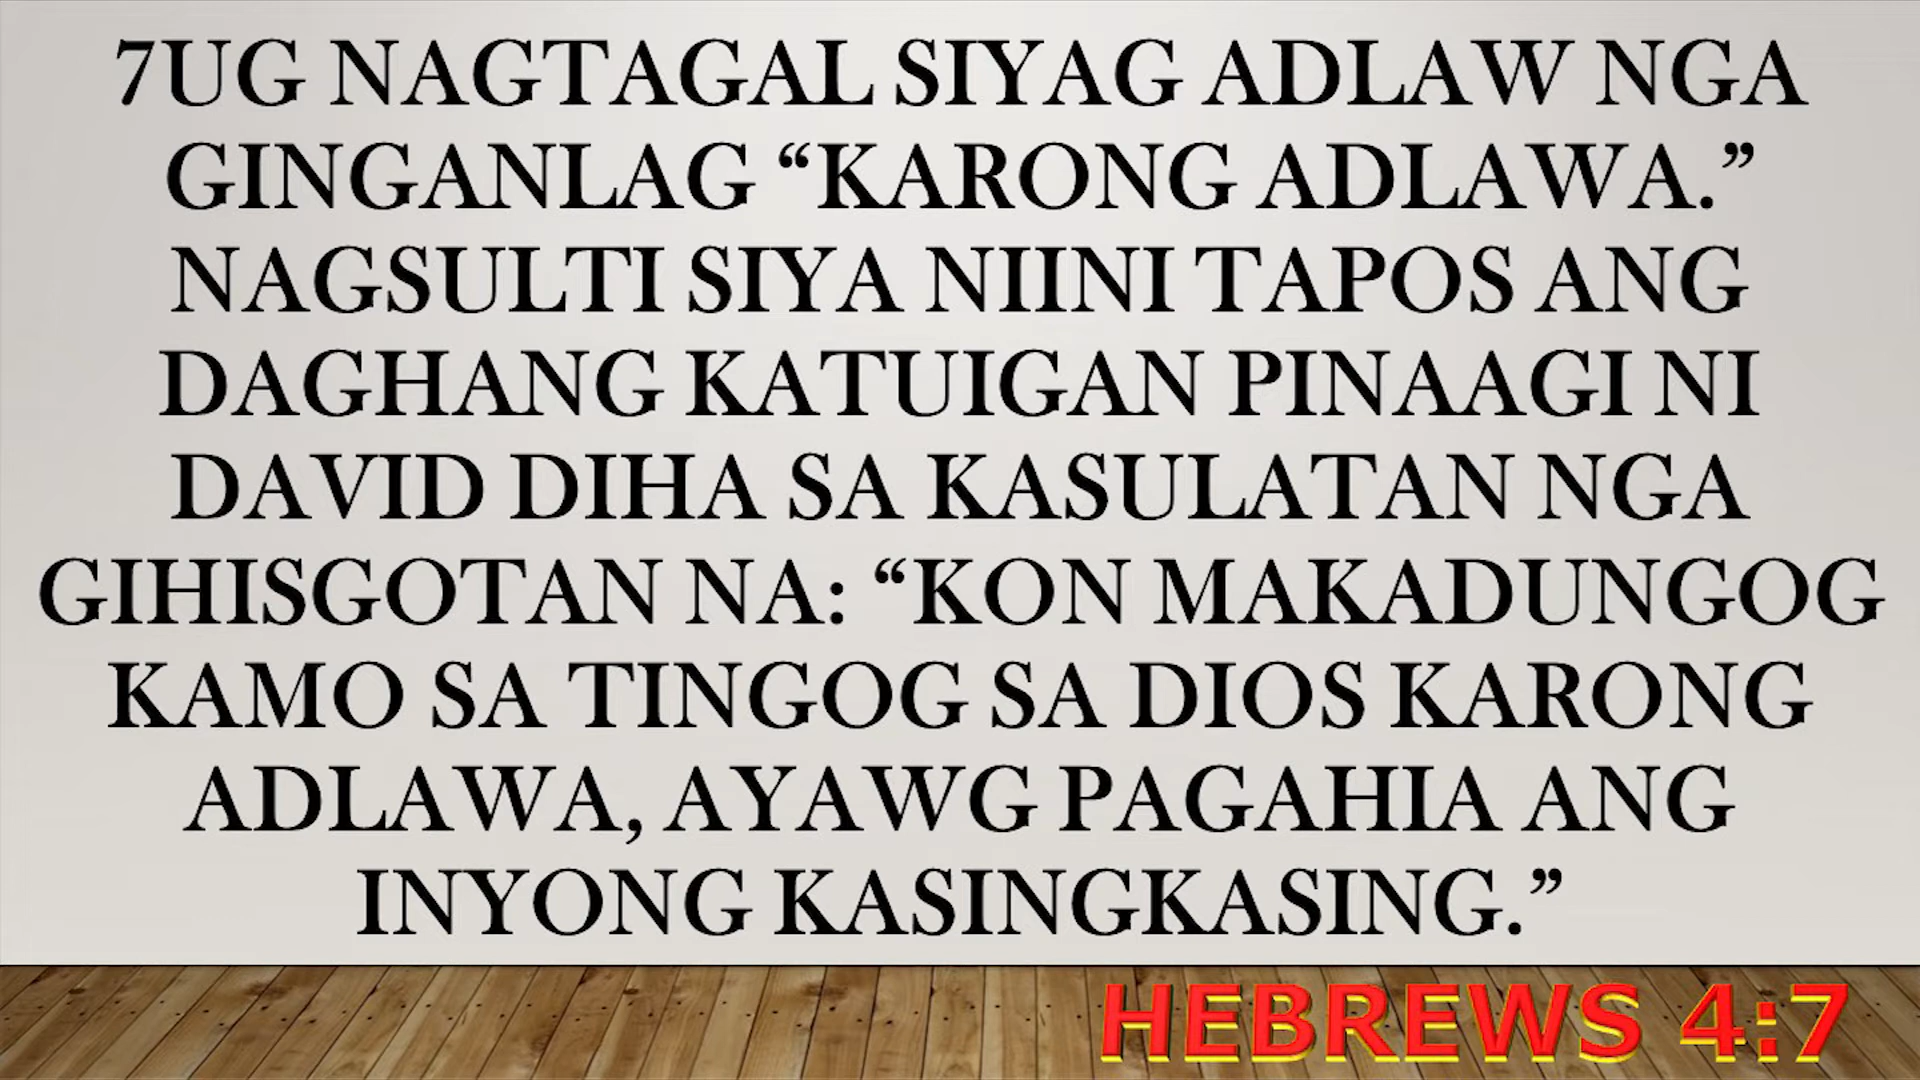 7UG NAGTAGAL SIYAG ADLAW NGA
GINGANLAG “KARONG ADLAWA.”
NAGSULTI SIYA NIINI TAPOS ANG
DAGHANG KATUIGAN PINAAGI NI
DAVID DIHA SA KASULATAN NGA
GIHISGOTAN NA: “KON MAKADUNGOG
KAMO SA TINGOG SA DIOS KARONG
ADLAWA, AYAWG PAGAHIA ANG
INYONG KASINGKASING.”
HEBREWS 4:7